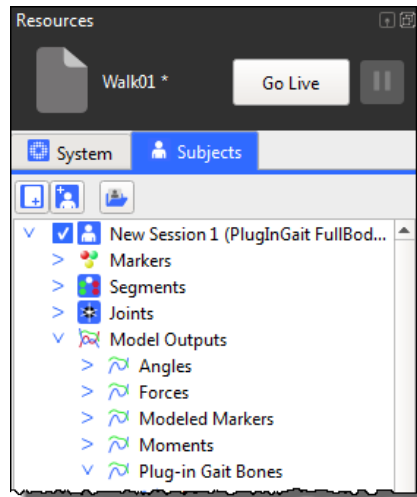 Resources
Walk01 *
Go Live
System
Subjects
New Session 1 (PlugInGait FullBod...
Markers
Segments
Joints
Model Outputs
Angles
Forces
Modeled Markers
Moments
Plug-in Gait Bones